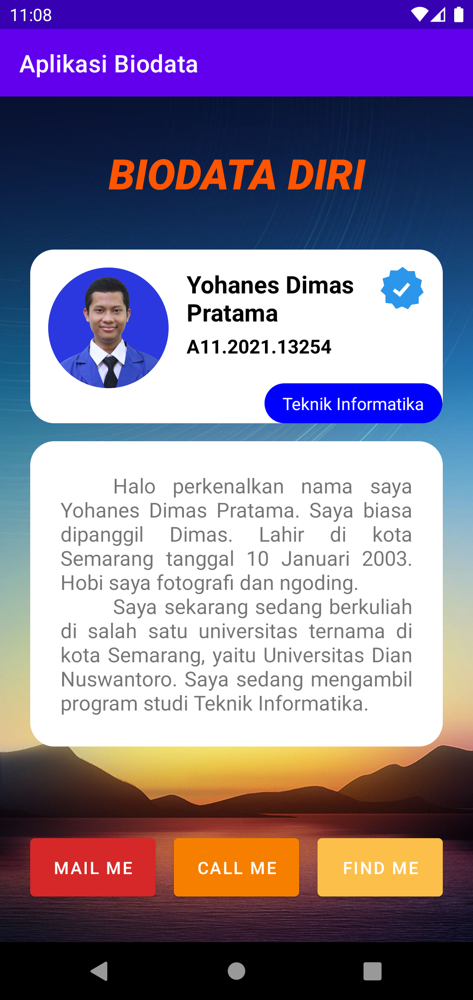 11:08
Aplikasi Biodata
BIODATA DIRI
Yohanes Dimas
Pratama
A11.2021.13254
Teknik Informatika
Halo perkenalkan nama saya
Yohanes Dimas Pratama. Saya biasa
dipanggil Dimas. Lahir di kota
Semarang tanggal 10 Januari 2003.
Hobi saya fotografi dan ngoding.
Saya sekarang sedang berkuliah
di salah satu universitas ternama di
kota Semarang, yaitu Universitas Dian
Nuswantoro. Saya sedang mengambil
program studi Teknik Informatika.
MAIL ME
CALL ME
FIND ME